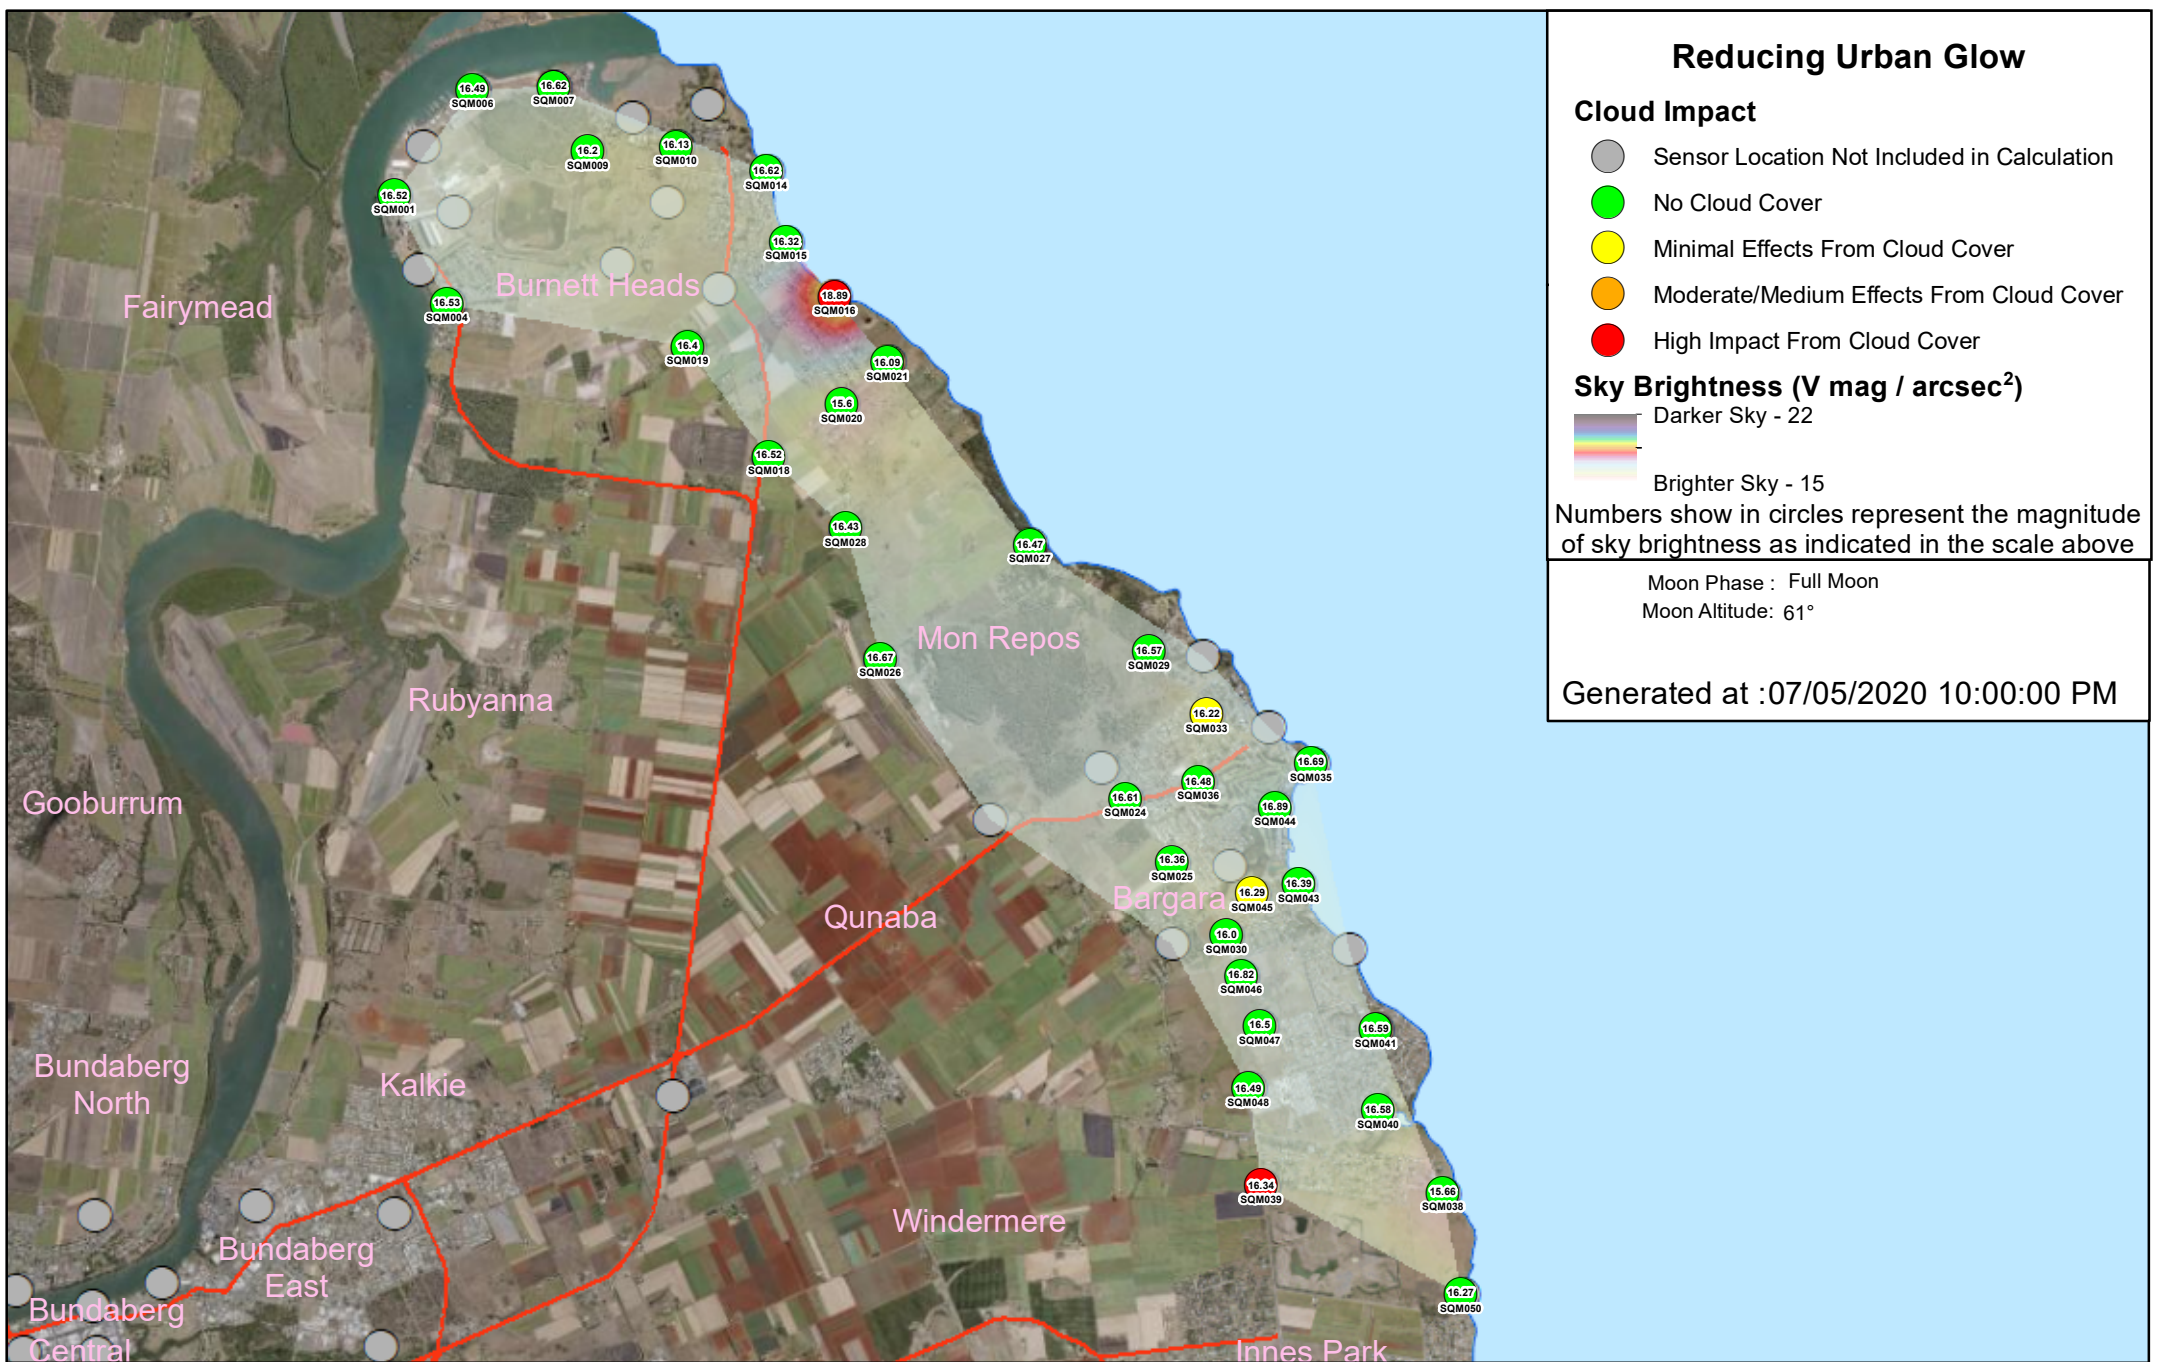 Reducing Urban Glow
Cloud Impact
Sensor Location Not Included in Calculation
No Cloud Cover
Minimal Effects From Cloud Cover
Moderate/Medium Effects From Cloud Cover
High Impact From Cloud Cover
Sky Brightness (V mag / arcsec²)
Darker Sky - 22
Brighter Sky - 15
Numbers show in circles represent the magnitude
of sky brightness as indicated in the scale above
Moon Phase : Full Moon
Moon Altitude: 61°
Generated at :07/05/2020 10:00:00 PM
16.49
SQM006
16.62
SQM007
16.2
SQM009
16.13
SQM010
16.62
SQM014
16.52
SQM001
16.32
SQM015
Burnett Heads
Fairymead
16.53
SQM004
18.89
SQM016
16.4
SQM019
16.09
SQM021
15.6
SQM020
16.52
SQM018
16.43
SQM028
16.47
SQM027
Mon Repos
16.57
SQM029
16.67
SQM026
Rubyanna
16.22
SQM033
16.69
SQM035
16.48
SQM036
16.61
SQM024
16.89
SQM044
Gooburrum
16.36
SQM025
Bargara
16.29
SQM045
16.39
SQM043
Qunaba
16.0
SQM030
16.82
SQM046
16.5
SQM047
16.59
SQM041
Bundaberg
North
Kalkie
16.49
SQM048
16.58
SQM040
16.34
SQM039
15.66
SQM038
Windermere
Bundaberg
East
16.27
SQM050
Bundaberg
Central
Innes Park